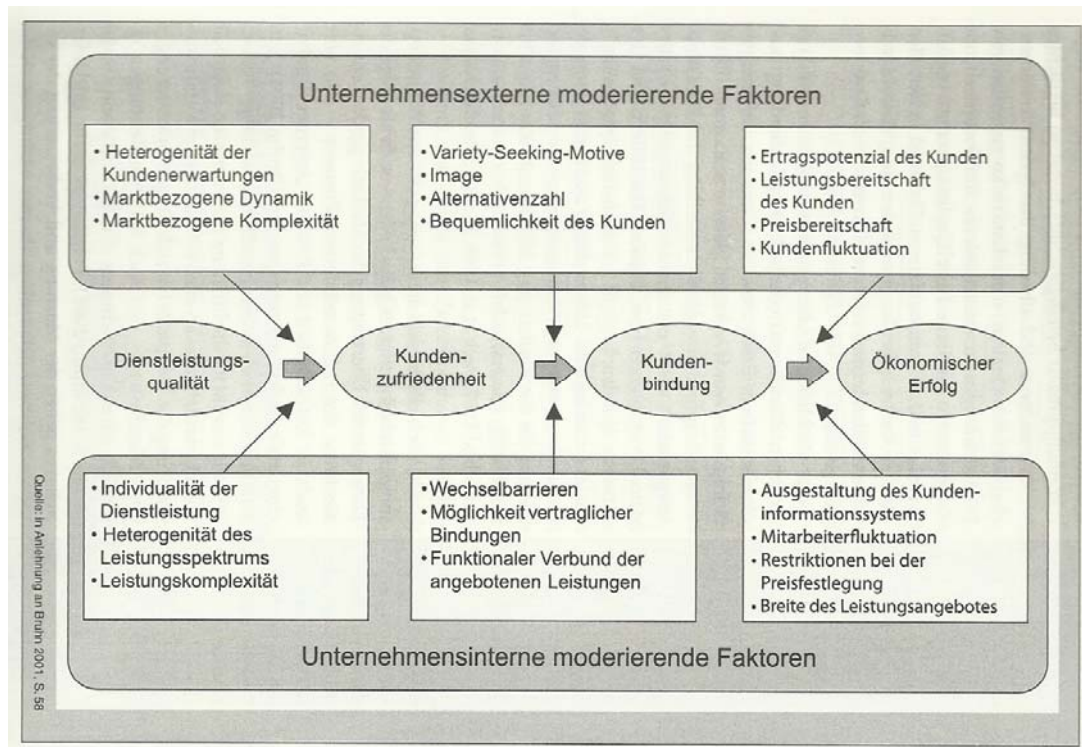 Unternehmensexterne moderierende Faktoren
• Heterogenität der
Kundenerwartungen
• Marktbezogene Dynamik
• Marktbezogene Komplexität
• Variety-Seeking-Motive
• Image
• Alternativenzahl
• Bequemlichkeit des Kunden
• Ertragspotenzial des Kunden
• Leistungsbereitschaft
des Kunden
• Preisbereitschaft
• Kundenfluktuation
Dienstleistungs-
qualität
Kunden-
zufriedenheit
Kunden-
bindung
Ökonomischer
Erfolg
• Individualität der
Dienstleistung
• Heterogenität des
Leistungsspektrums
• Leistungskomplexität
• Wechselbarrieren
• Möglichkeit vertraglicher
Bindungen
• Funktionaler Verbund der
angebotenen Leistungen
• Ausgestaltung des Kunden-
informationssystems
• Mitarbeiterfluktuation
• Restriktionen bei der
Preisfestlegung
• Breite des Leistungsangebotes
Unternehmensinterne moderierende Faktoren
Quelle: in Anlehnung an Bruhn 2001, S. 58